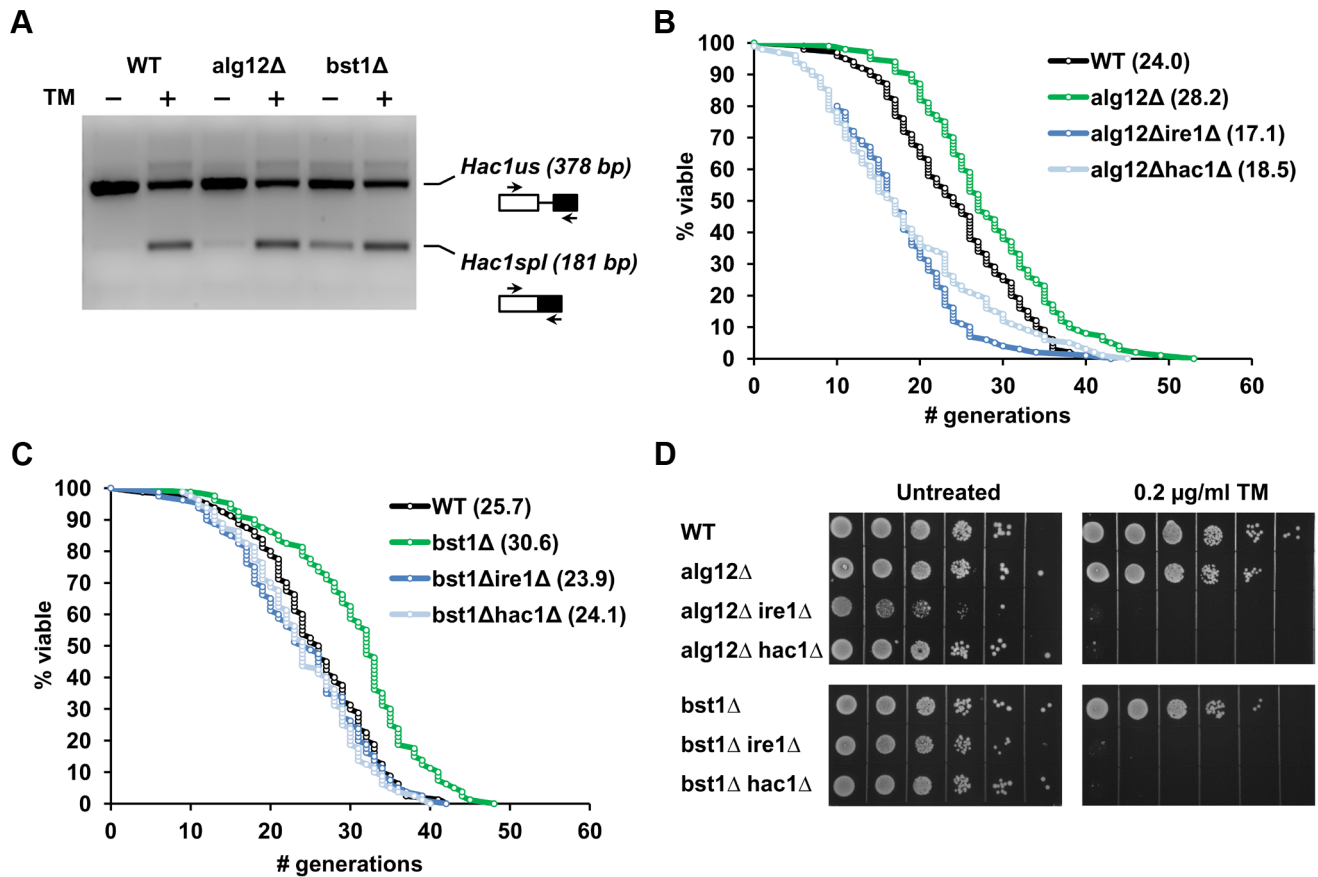 A
WT alg12Δ bst1Δ
TM − + − + − +
Hac1us (378 bp)
Hac1spl (181 bp)
B
100
90
80
70
60
50
40
30
20
10
0
% viable
0 10 20 30 40 50 60
# generations
WT (24.0)
alg12Δ (28.2)
alg12Δire1Δ (17.1)
alg12Δhac1Δ (18.5)
C
100
90
80
70
60
50
40
30
20
10
0
% viable
0 10 20 30 40 50 60
# generations
WT (25.7)
bst1Δ (30.6)
bst1Δire1Δ (23.9)
bst1Δhac1Δ (24.1)
D
Untreated 0.2 µg/ml TM
WT
alg12Δ
alg12Δ ire1Δ
alg12Δ hac1Δ
bst1Δ
bst1Δ ire1Δ
bst1Δ hac1Δ